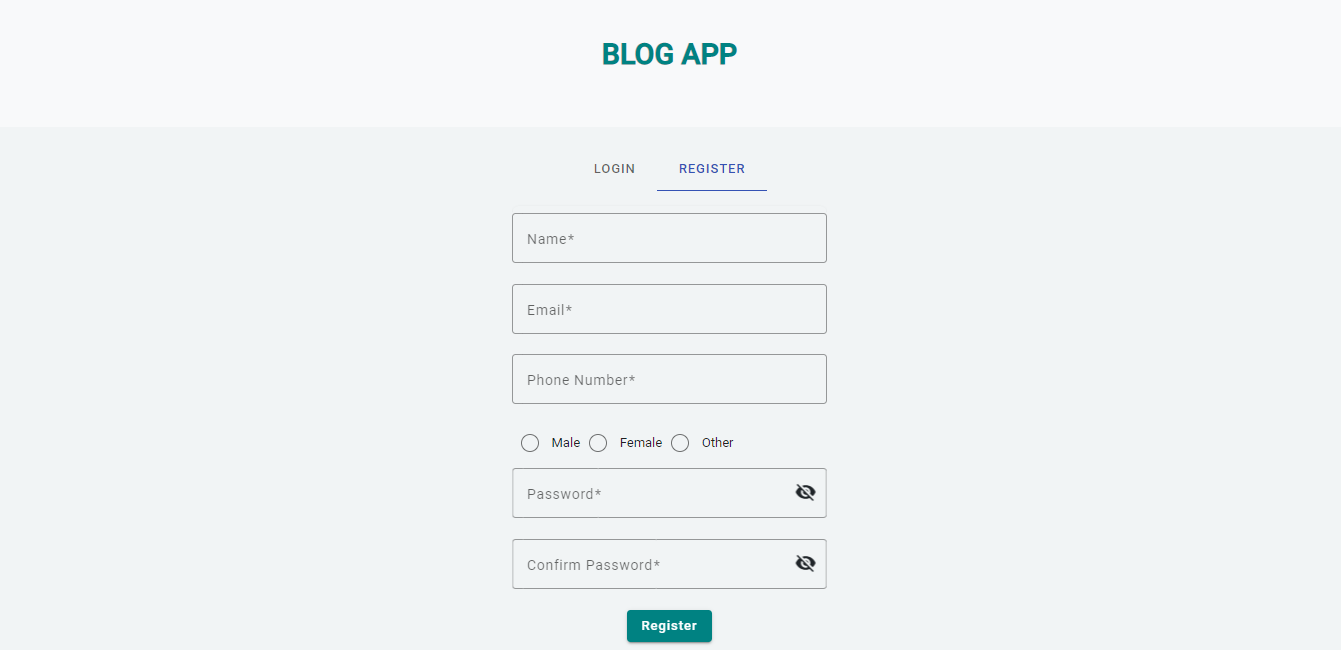 BLOG APP
LOGIN REGISTER
Name*
Email*
Phone Number*
Male Female Other
Password*
Confirm Password*
Register